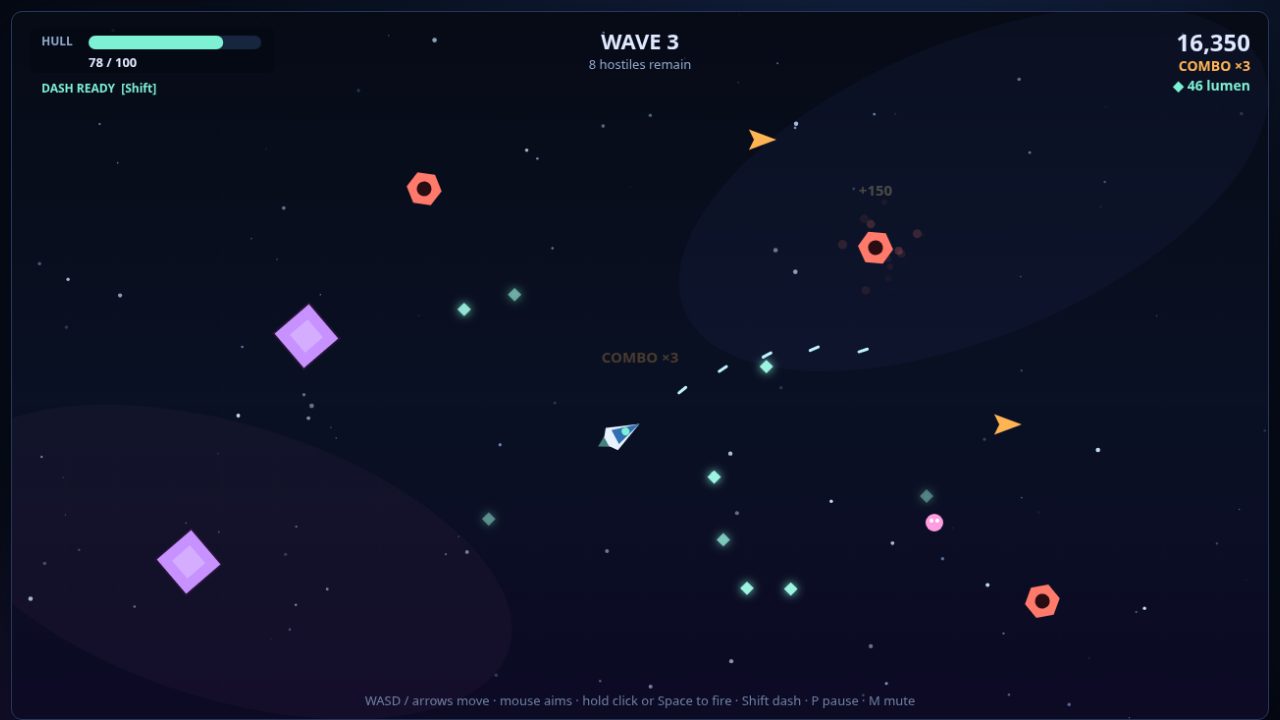 HULL
78 / 100
DASH READY [Shift]
WAVE 3
8 hostiles remain
16,350
COMBO ×3
◆ 46 lumen
+150
COMBO ×3
WASD / arrows move · mouse aims · hold click or Space to fire · Shift dash · P pause · M mute